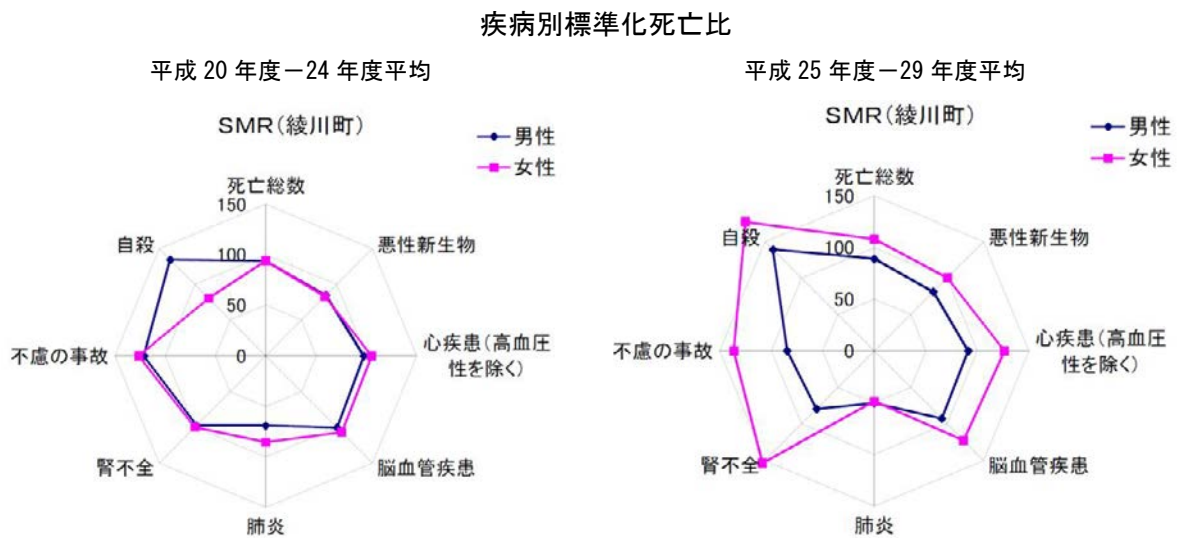 疾病別標準化死亡比
平成 20 年度－24 年度平均
SMR（綾川町）
男性
女性
死亡総数
150
悪性新生物
自殺
100
50
不慮の事故
0
心疾患（高血圧
性を除く）
腎不全
脳血管疾患
肺炎
平成 25 年度－29 年度平均
SMR（綾川町）
男性
女性
死亡総数
150
自殺
悪性新生物
100
50
不慮の事故
0
心疾患（高血圧
性を除く）
腎不全
脳血管疾患
肺炎